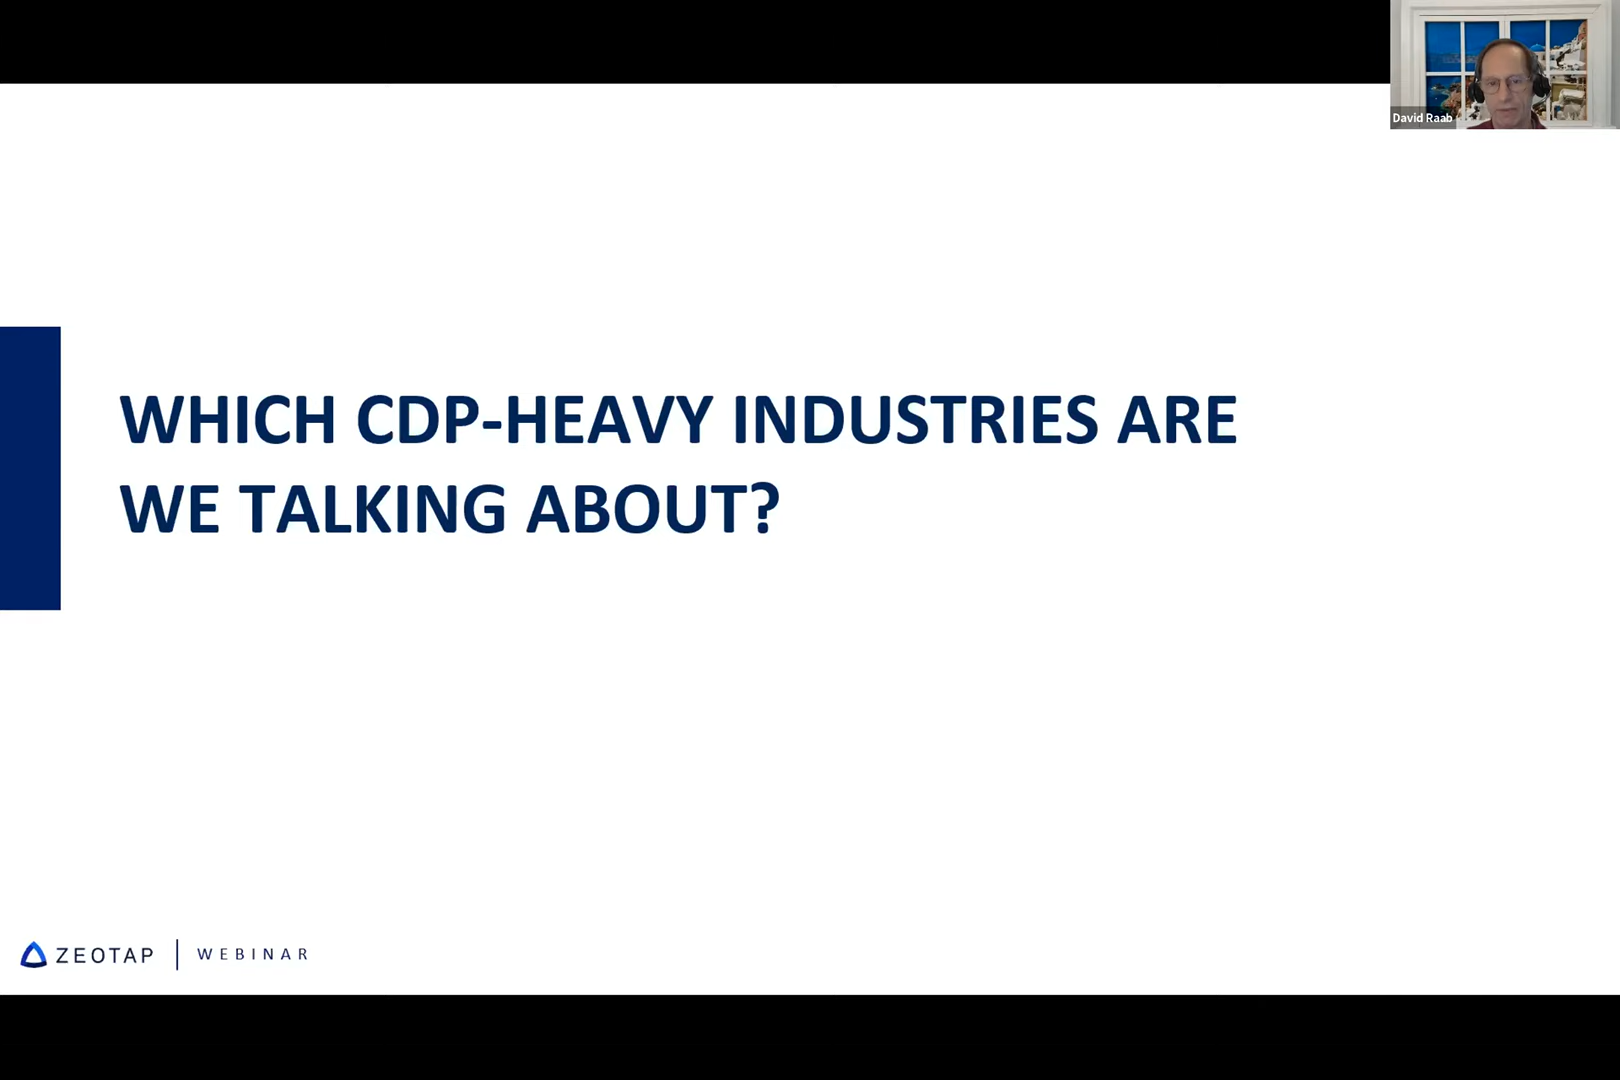 David Raab
WHICH CDP-HEAVY INDUSTRIES ARE
WE TALKING ABOUT?
ZEOTAP | WEBINAR